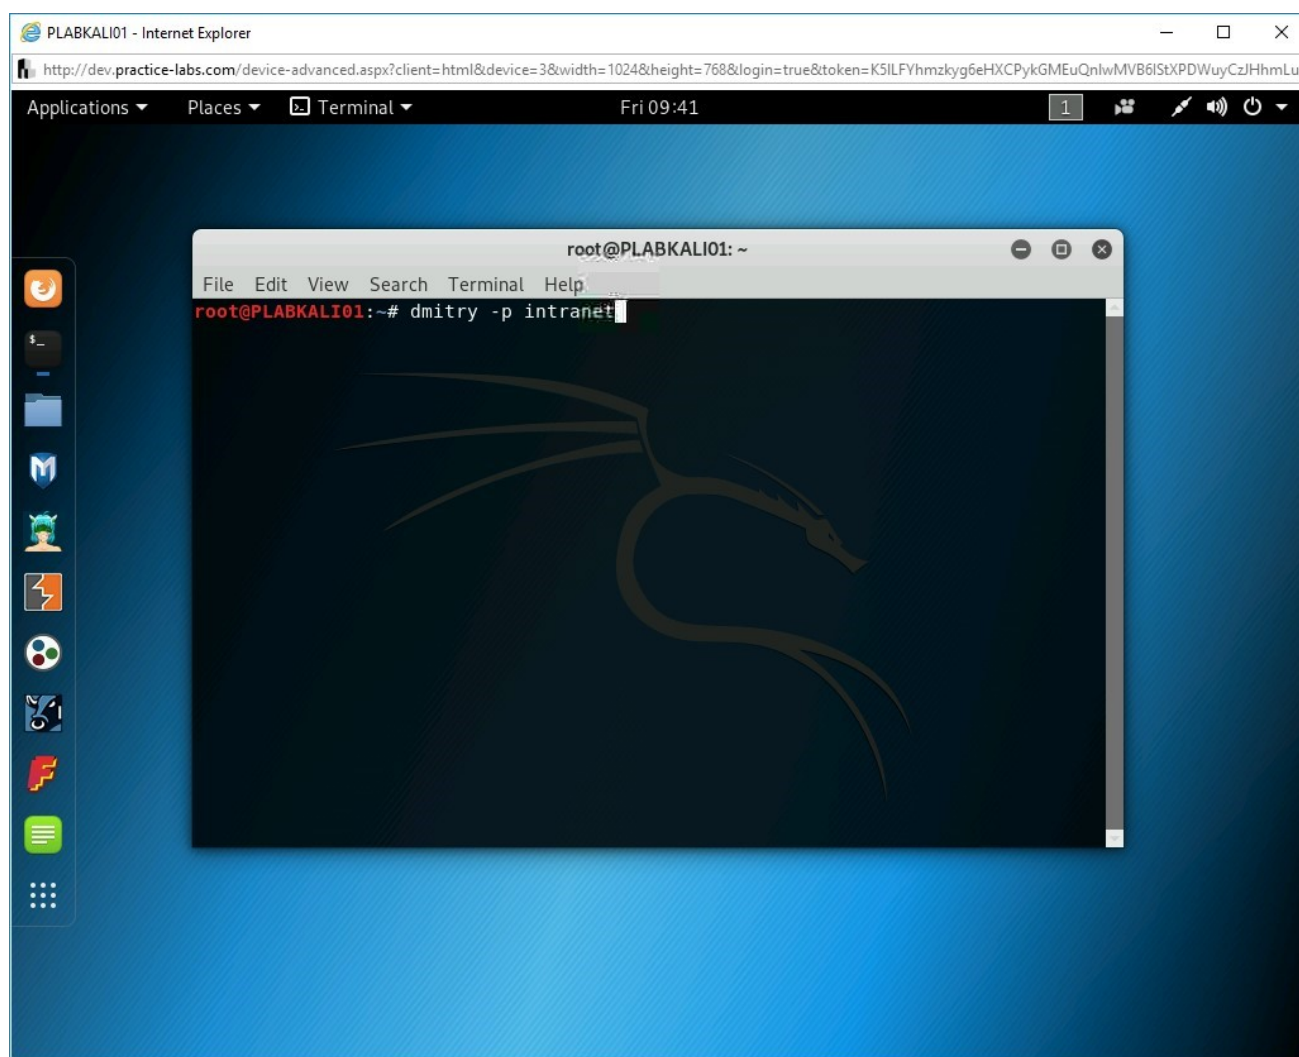 PLABKALI01 - Internet Explorer
http://dev.practice-labs.com/device-advanced.aspx?client=html&device=3&width=1024&height=768&login=true&token=
Applications Places Terminal Fri 09:41 1
root@PLABKALI01: ~
File Edit View Search Terminal Help
root@PLABKALI01:~# dmitry -p intranet
$_